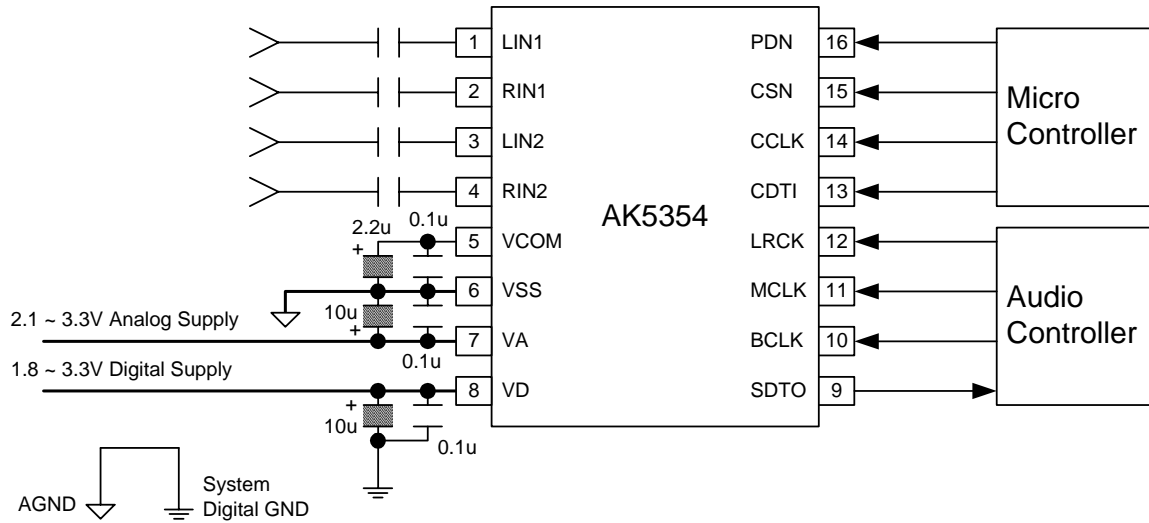 1 LIN1 PDN 16
2 RIN1 CSN 15
3 LIN2 CCLK 14
4 RIN2 CDTI 13
Micro
Controller
AK5354
2.2u 0.1u
+
5 VCOM LRCK 12
6 VSS MCLK 11
10u
+
0.1u
7 VA BCLK 10
8 VD SDTO 9
Audio
Controller
2.1 ~ 3.3V Analog Supply
1.8 ~ 3.3V Digital Supply
+
10u
0.1u
AGND
System
Digital GND